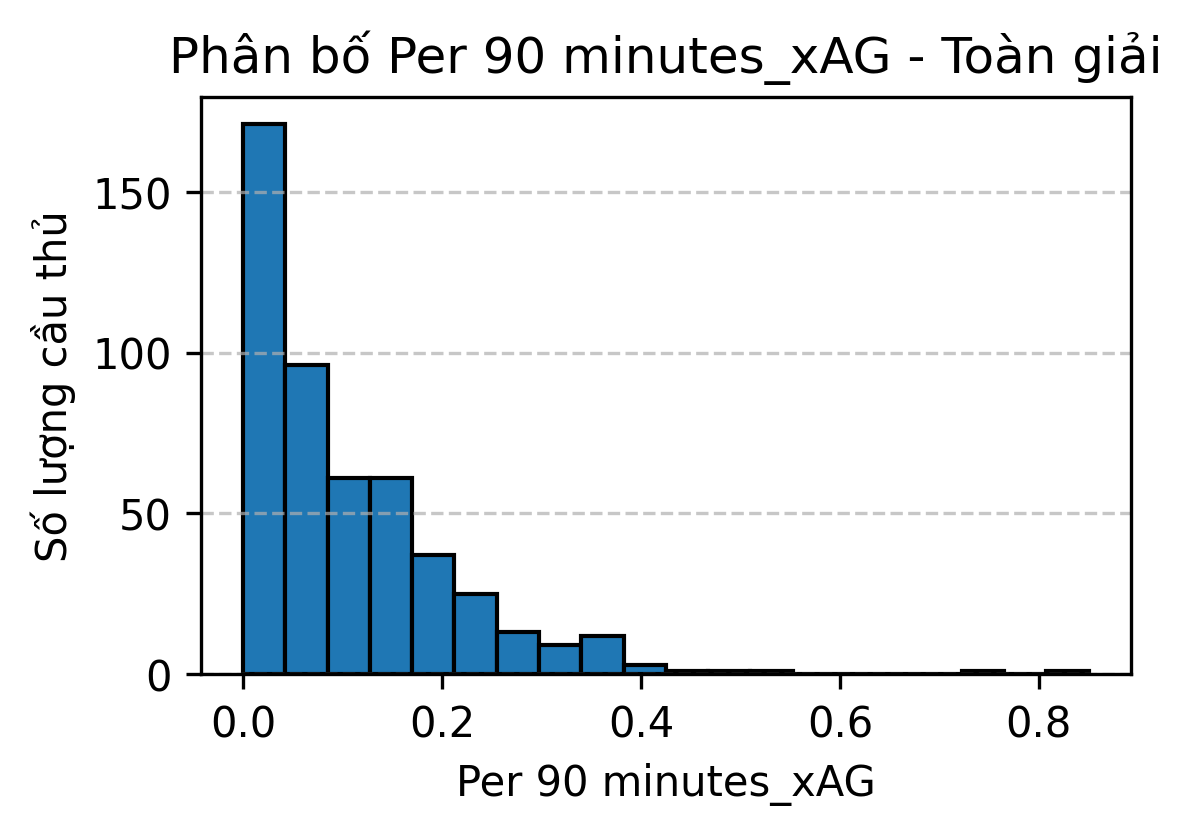 Phân bố Per 90 minutes_xAG - Toàn giải
Số lượng cầu thủ
150
100
50
0
0.0 0.2 0.4 0.6 0.8
Per 90 minutes_xAG